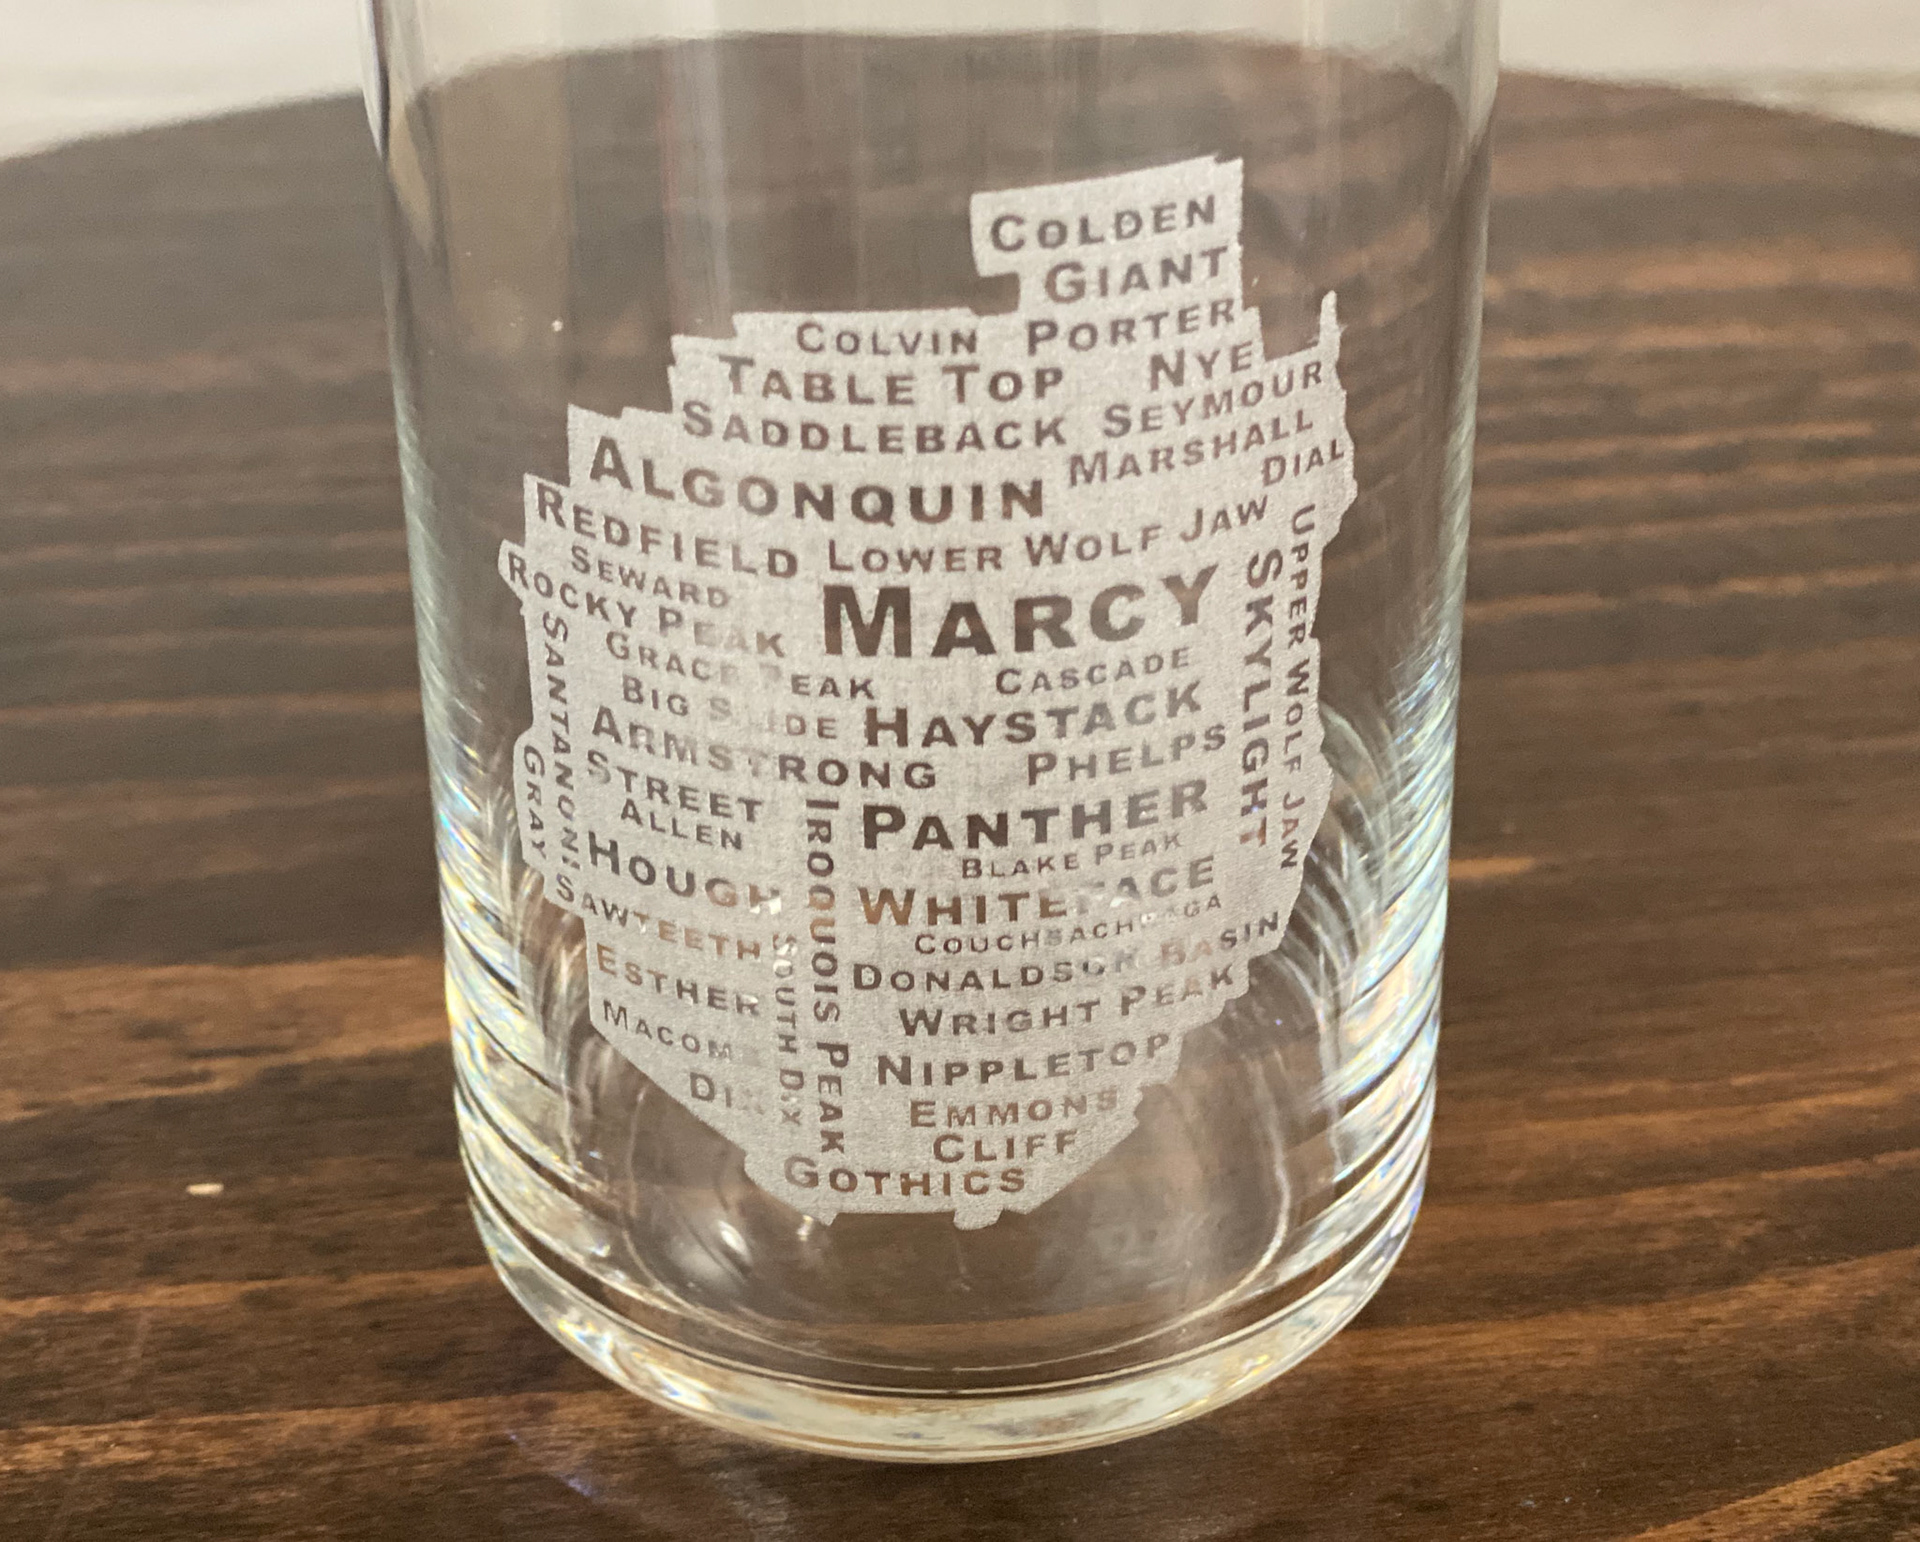 COLDEN
GIANT
COLVIN PORTER
TABLE TOP NYE
SADDLEBACK SEYMOUR
ALGONQUIN MARSHALL
DIAL
REDFIELD LOWER WOLF JAW
SEWARD
ROCKY PEAK MARCY
GRACE PEAK CASCADE
BIG SLIDE HAYSTACK
ARMSTRONG PHELPS
STREET
ALLEN PANTHER
HOUGH BLAKE PEAK
WHITEFACE
SAWTEETH COUCHSACHRAGA
DONALDSON BASIN
ESTHER WRIGHT PEAK
MACOMB NIPPLETOP
DIX EMMONS
CLIFF
GOTHICS
SANTANONI
GRAY
IROQUOIS PEAK
SOUTH DIX
SKYLIGHT
UPPER WOLF JAW